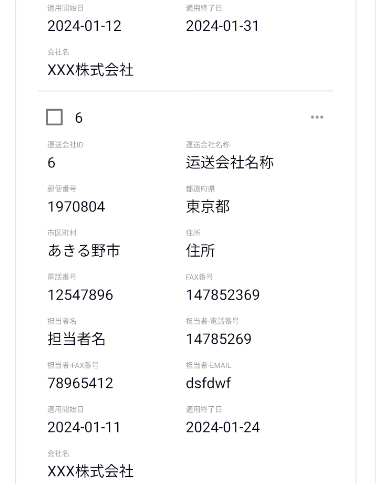 適用開始日 適用終了日
2024-01-12 2024-01-31
会社名
XXX株式会社
6
運送会社ID 運送会社名称
6 运送会社名称
郵便番号 都道府県
1970804 東京都
市区町村 住所
あきる野市 住所
電話番号 FAX番号
12547896 147852369
担当者名 担当者-電話番号
担当者名 14785269
担当者-FAX番号 担当者-EMAIL
78965412 dsfdwf
適用開始日 適用終了日
2024-01-11 2024-01-24
会社名
XXX株式会社